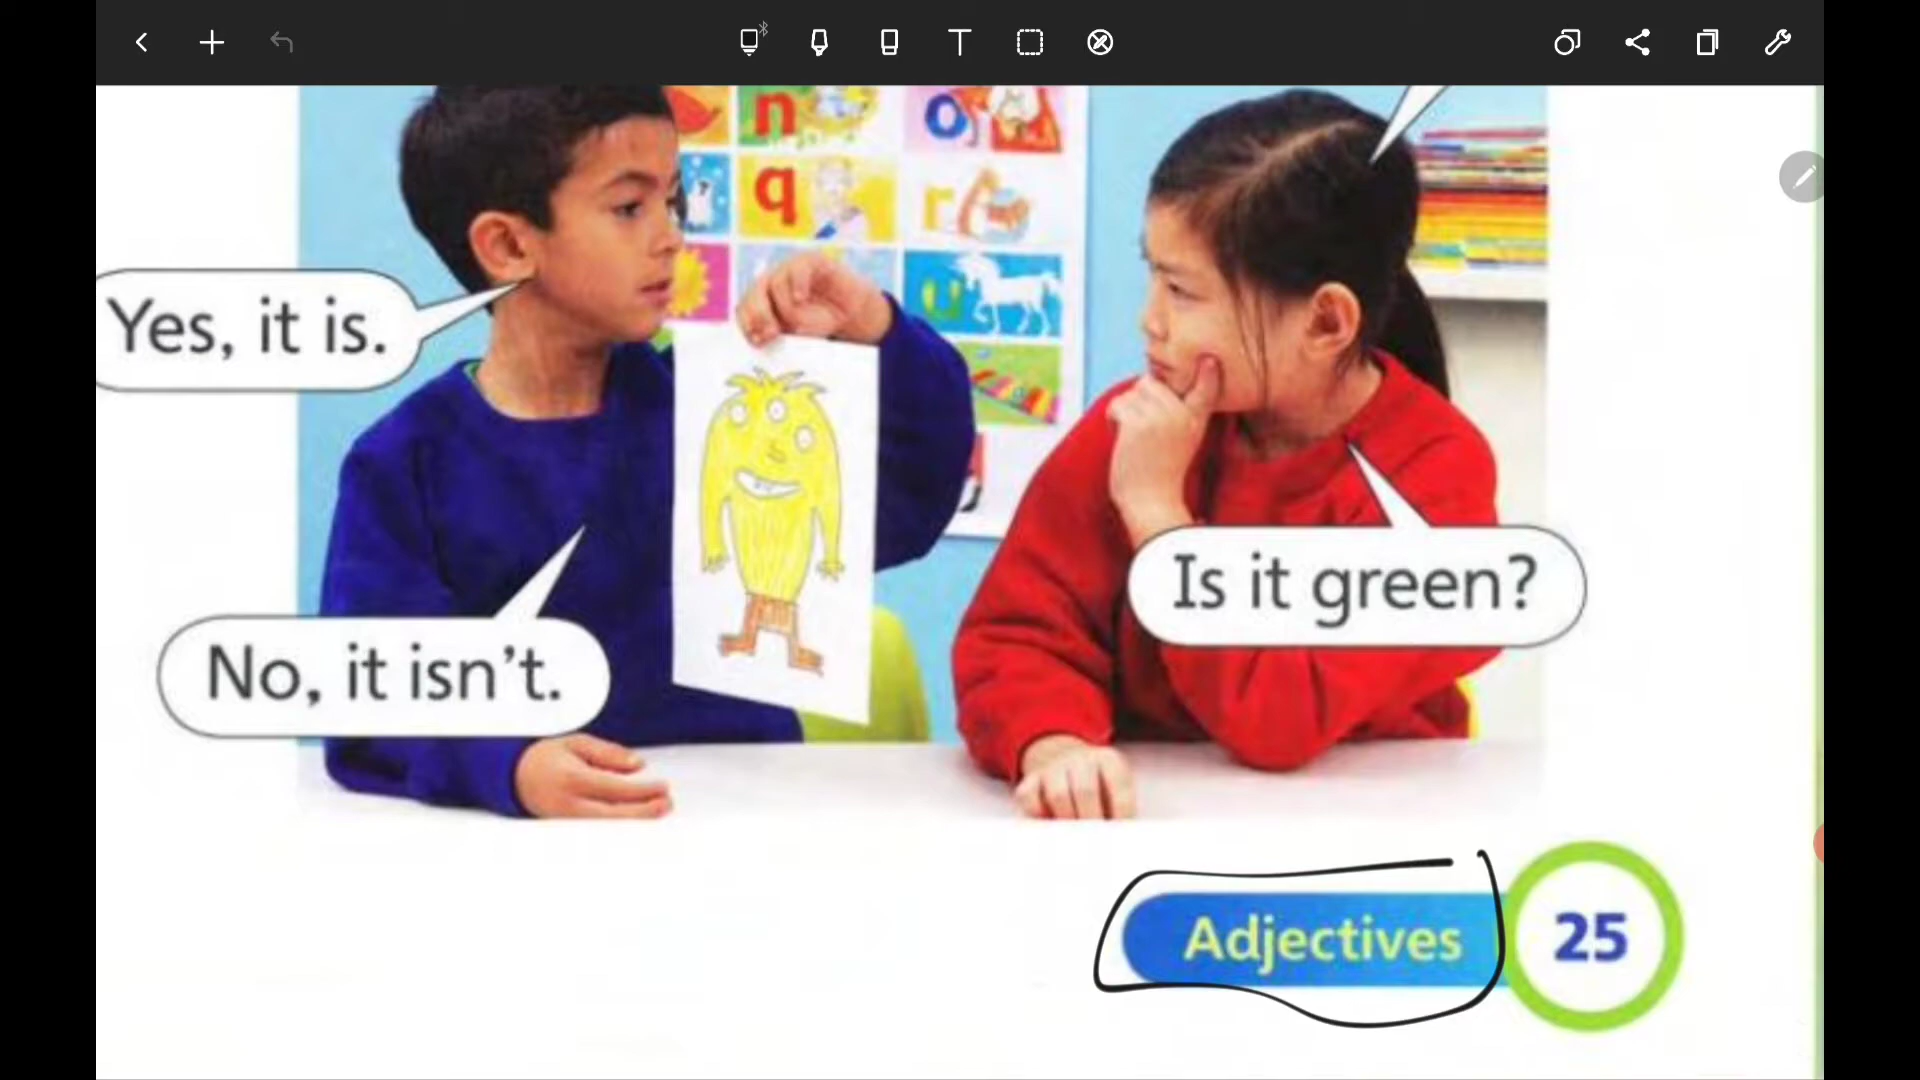 n
o
q
r
u
Yes, it is.
Is it green?
No, it isn't.
Adjectives
25